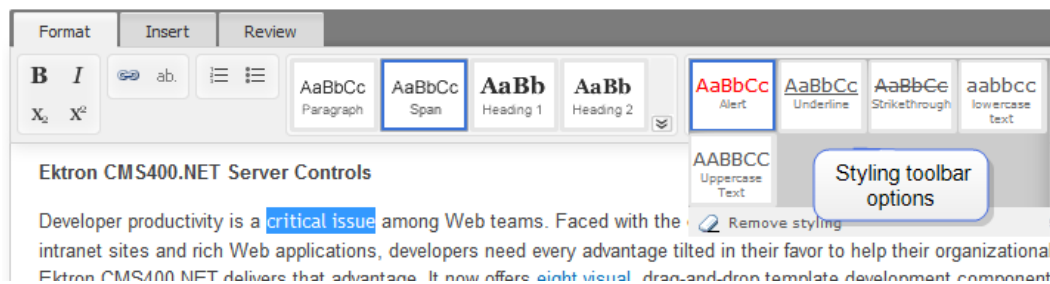 Format Insert Review
B I ab.
X₂ X²
AaBbCc Paragraph
AaBbCc Span
AaBb Heading 1
AaBb Heading 2
AaBbCc Alert
AaBbCc Underline
AaBbCc Strikethrough
aabbcc lowercase text
AABBCC Uppercase Text
Styling toolbar options
Remove styling
Ektron CMS400.NET Server Controls
Developer productivity is a critical issue among Web teams. Faced with the
intranet sites and rich Web applications, developers need every advantage tilted in their favor to help their organizational
Ektron CMS400.NET delivers that advantage. It now offers eight visual, drag-and-drop template development component